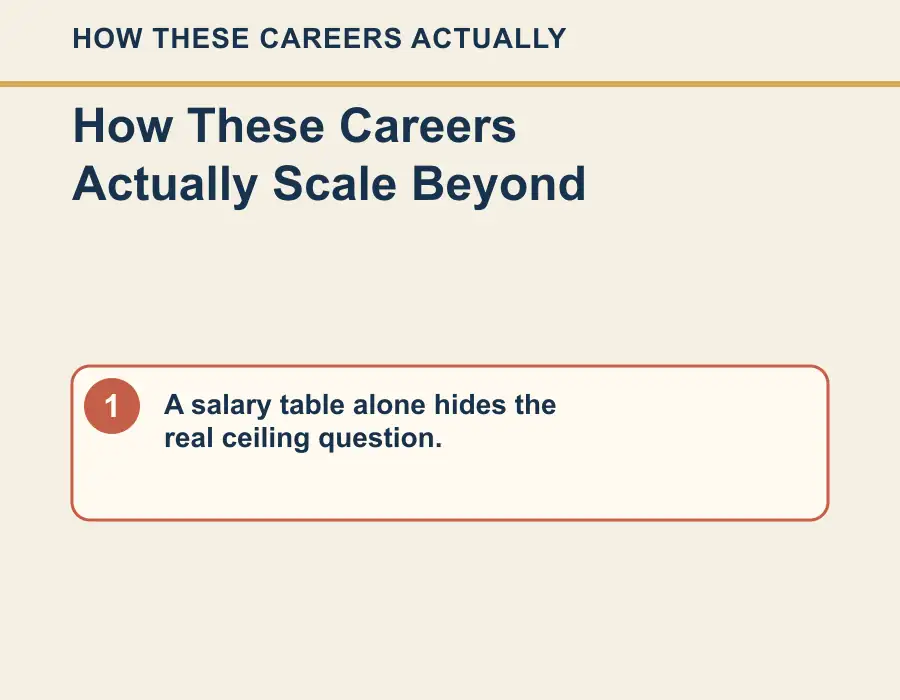 HOW THESE CAREERS ACTUALLY
How These Careers
Actually Scale Beyond
1
A salary table alone hides the
real ceiling question.